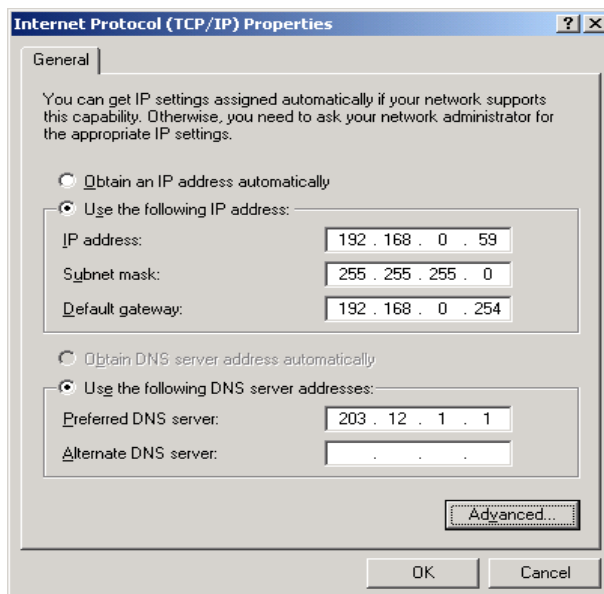 Internet Protocol (TCP/IP) Properties
General
You can get IP settings assigned automatically if your network supports
this capability. Otherwise, you need to ask your network administrator for
the appropriate IP settings.
Obtain an IP address automatically
Use the following IP address:
IP address: 192 . 168 . 0 . 59
Subnet mask: 255 . 255 . 255 . 0
Default gateway: 192 . 168 . 0 . 254
Obtain DNS server address automatically
Use the following DNS server addresses:
Preferred DNS server: 203 . 12 . 1 . 1
Alternate DNS server: . . .
Advanced...
OK Cancel